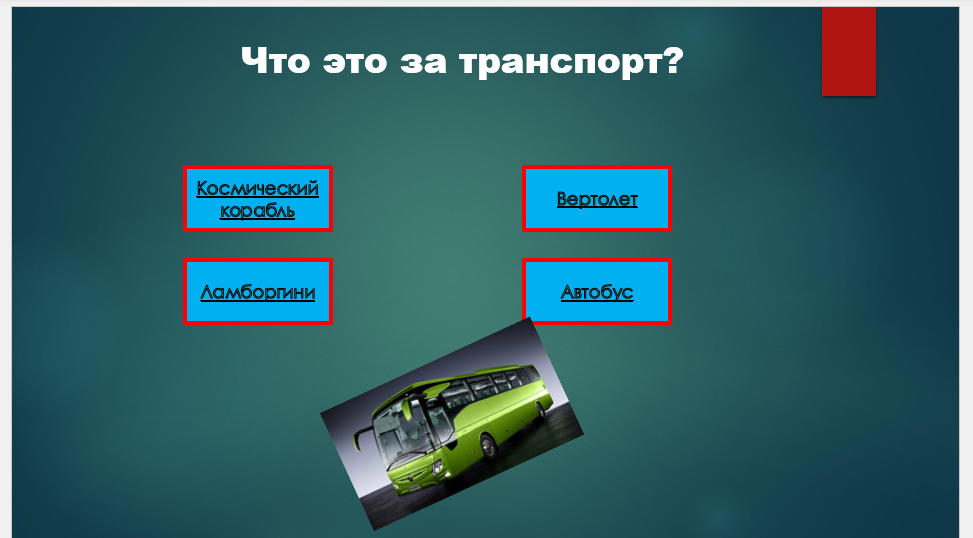 Что это за транспорт?
Космический
корабль
Вертолет
Ламборгини
Автобус